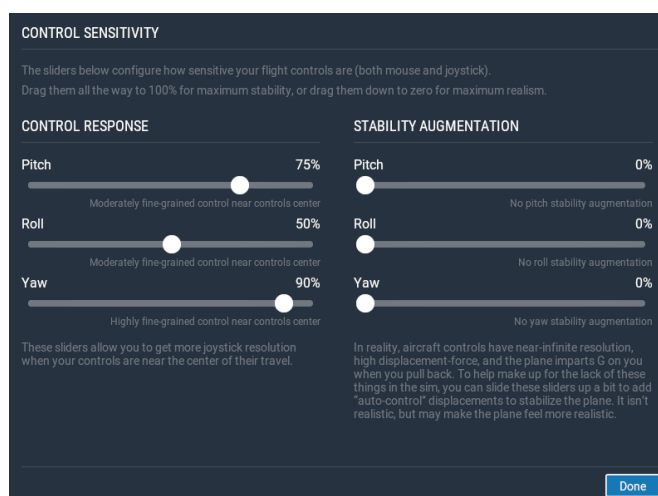 CONTROL SENSITIVITY
The sliders below configure how sensitive your flight controls are (both mouse and joystick).
Drag them all the way to 100% for maximum stability, or drag them down to zero for maximum realism.
CONTROL RESPONSE
Pitch 75%
Moderately fine-grained control near controls center
Roll 50%
Moderately fine-grained control near controls center
Yaw 90%
Highly fine-grained control near controls center
These sliders allow you to get more joystick resolution
when your controls are near the center of their travel.
STABILITY AUGMENTATION
Pitch 0%
No pitch stability augmentation
Roll 0%
No roll stability augmentation
Yaw 0%
No yaw stability augmentation
In reality, aircraft controls have near-infinite resolution,
high displacement-force, and the plane imparts G on you
when you pull back. To help make up for the lack of these
things in the sim, you can slide these sliders up a bit to add
"auto-control" displacements to stabilize the plane. It isn't
realistic, but may make the plane feel more realistic.
Done